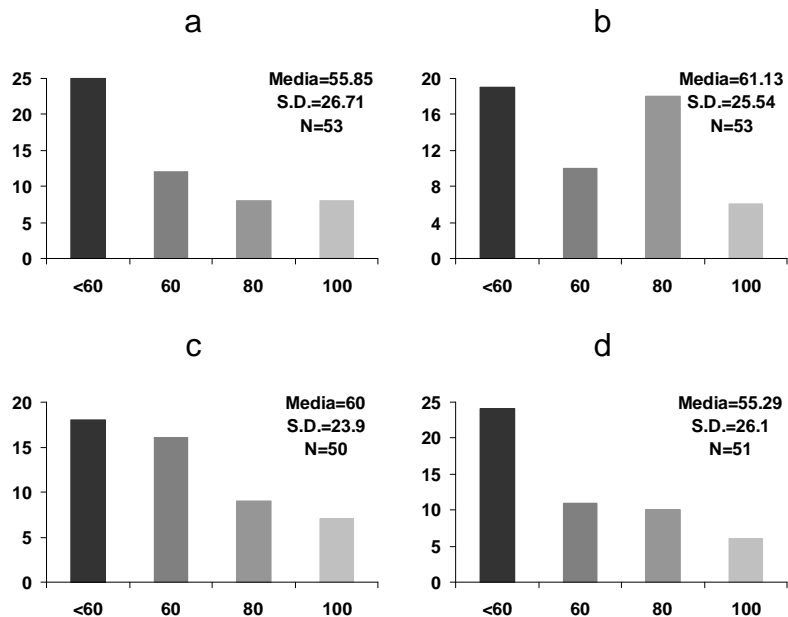 a
Media=55.85
S.D.=26.71
N=53
25
20
15
10
5
0
<60 60 80 100
b
Media=61.13
S.D.=25.54
N=53
20
16
12
8
4
0
<60 60 80 100
c
Media=60
S.D.=23.9
N=50
20
15
10
5
0
<60 60 80 100
d
Media=55.29
S.D.=26.1
N=51
25
20
15
10
5
0
<60 60 80 100